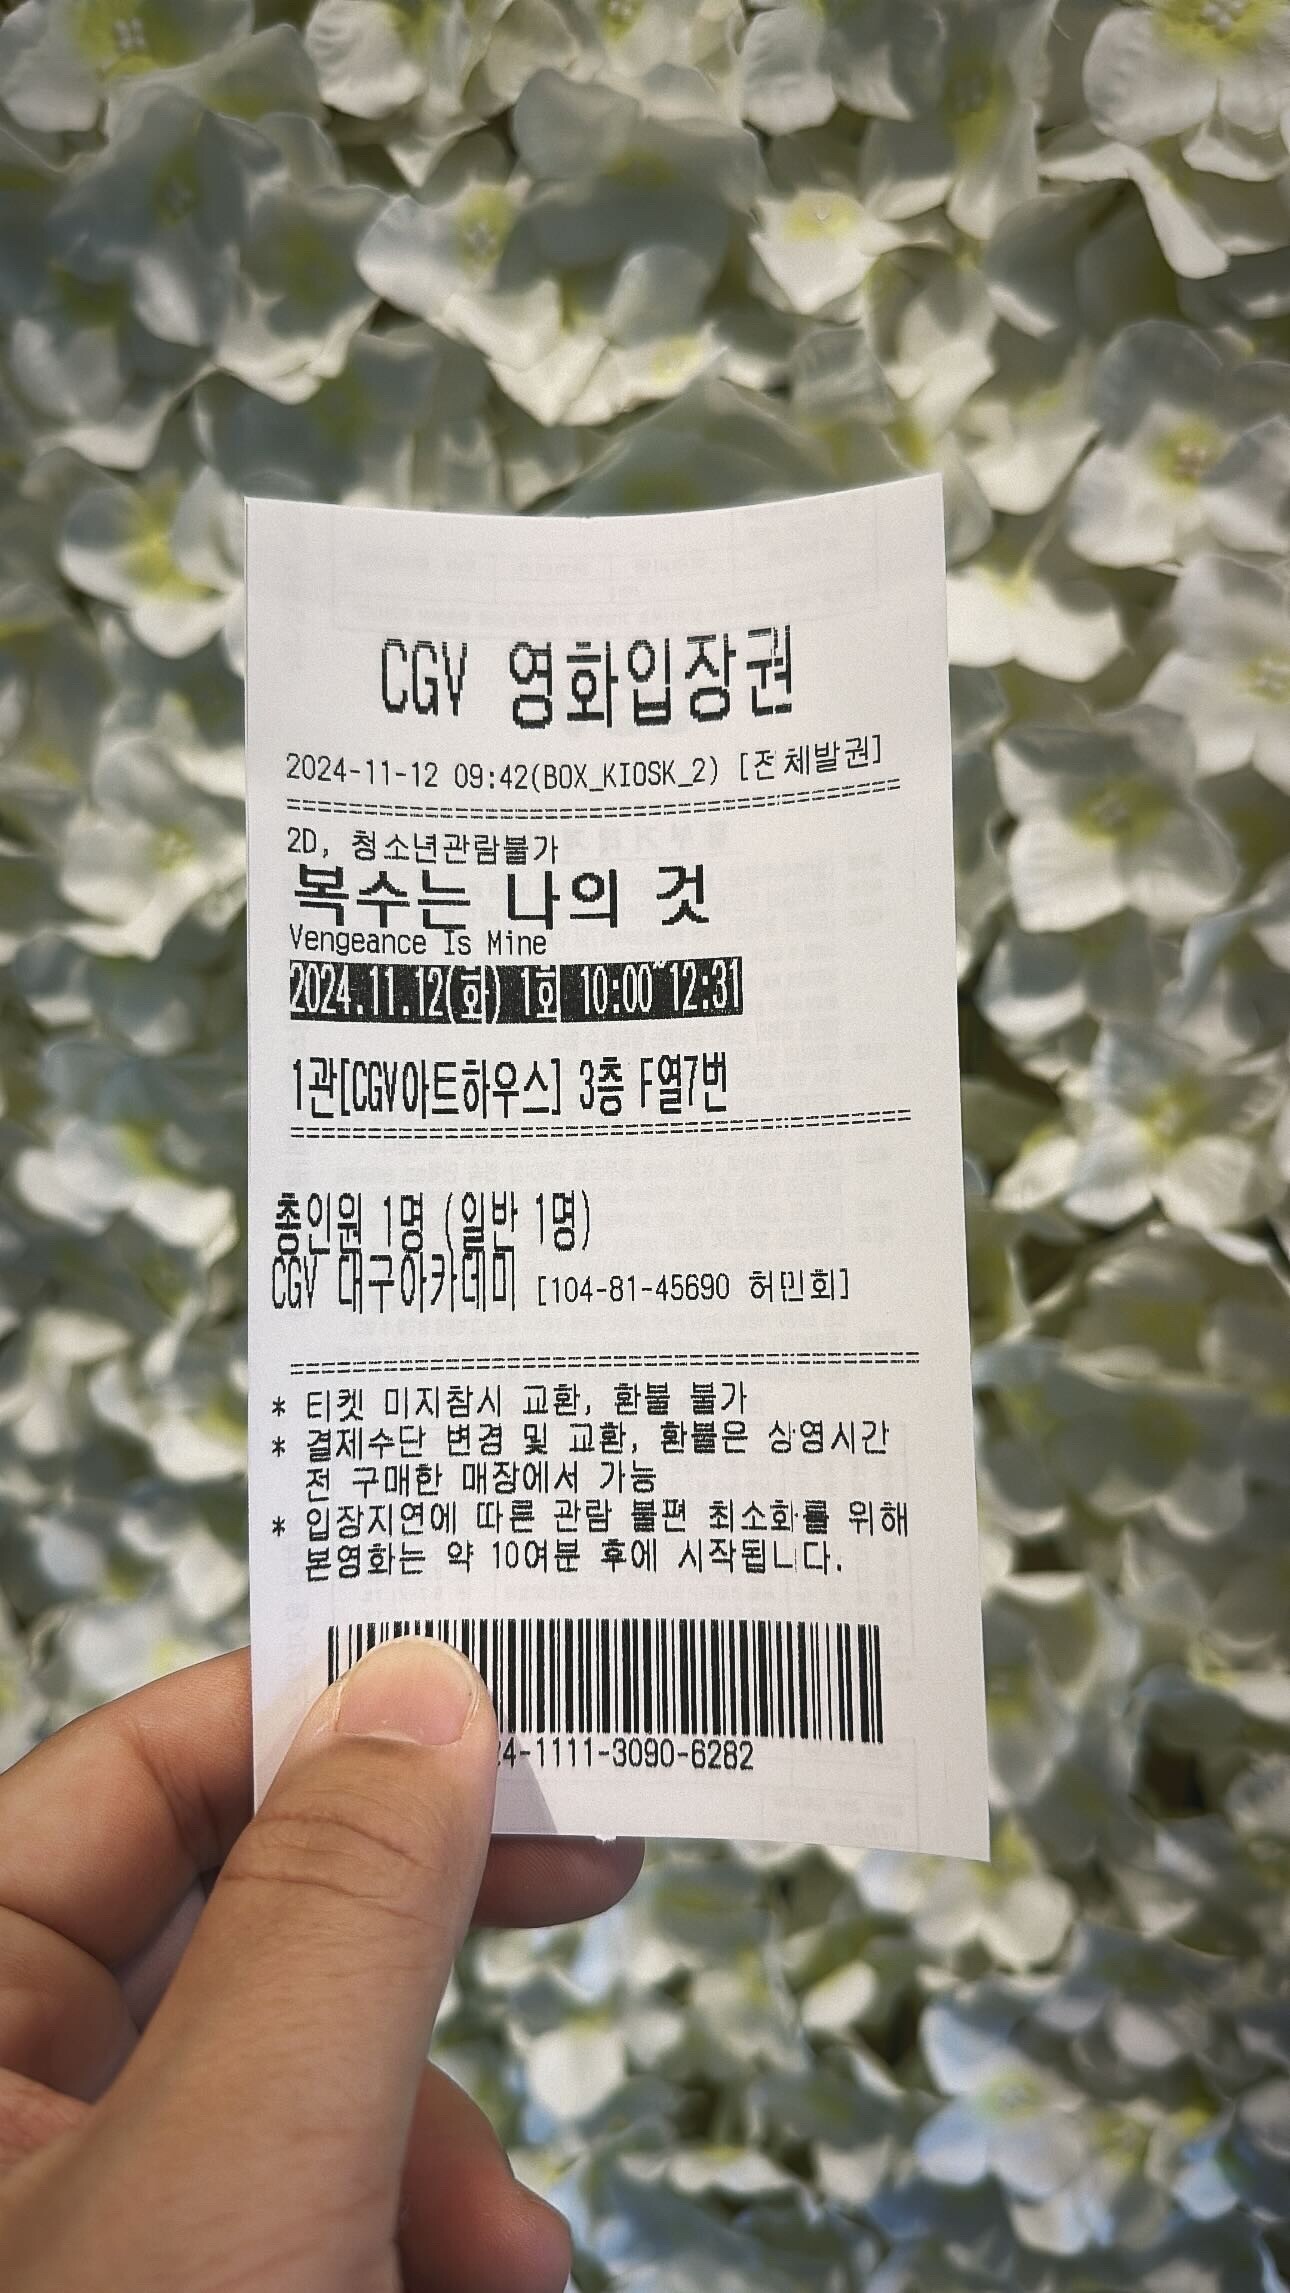 CGV 영화입장권
2024-11-12 09:42(BOX_KIOSK_2) [전체발권]
2D, 청소년관람불가
복수는 나의 것
Vengeance Is Mine
2024.11.12(화) 1회 10:00~12:31
1관[CGV아트하우스] 3층 F열7번
총인원 1명 (일반 1명)
CGV 대구아카데미 [104-81-45690 허민회]
* 티켓 미지참시 교환, 환불 불가
* 결제수단 변경 및 교환, 환불은 상영시간
전 구매한 매장에서 가능
* 입장지연에 따른 관람 불편 최소화를 위해
본영화는 약 10여분 후에 시작됩니다.
24-1111-3090-6282